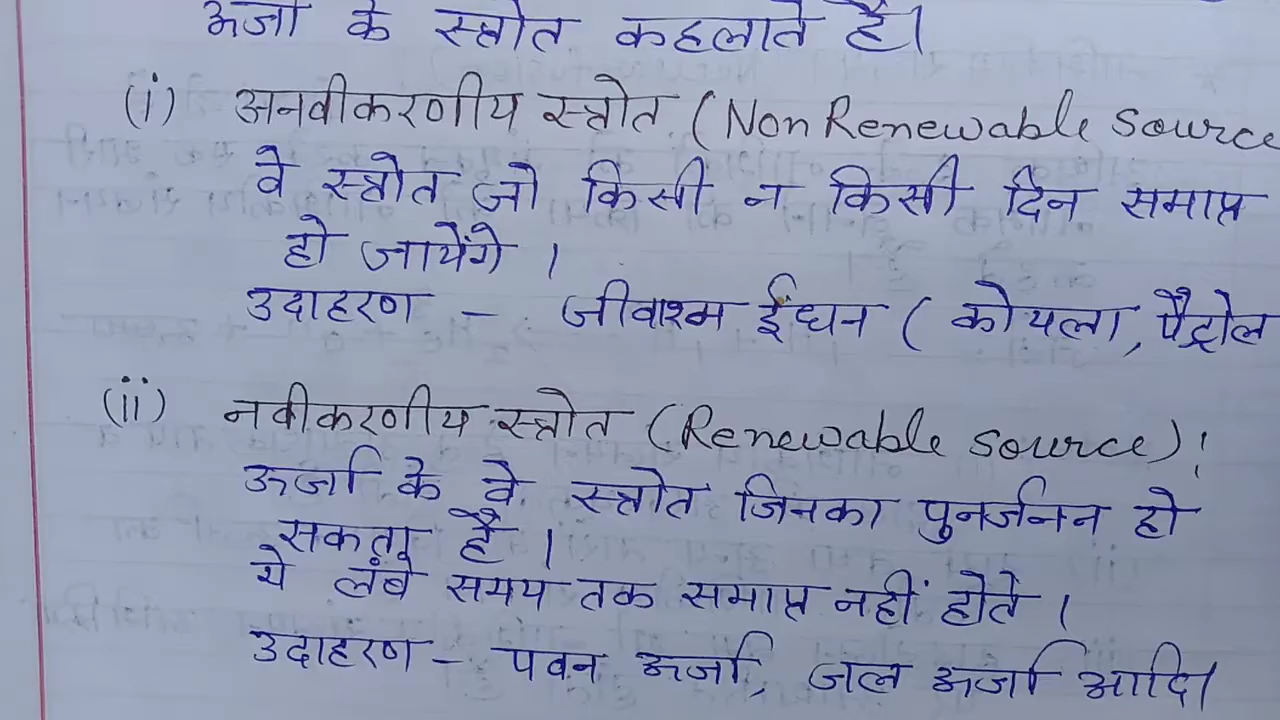 ऊर्जा के स्त्रोत कहलाते हैं।
(i) अनवीकरणीय स्त्रोत (Non Renewable source
वे स्त्रोत जो किसी न किसी दिन समाप्त
हो जायेंगे ।
उदाहरण – जीवाश्म ईंधन ( कोयला, पैट्रोल
(ii) नवीकरणीय स्त्रोत (Renewable source) :
ऊर्जा के वे स्त्रोत जिनका पुनर्जनन हो
सकता है ।
ये लंबे समय तक समाप्त नहीं होते ।
उदाहरण – पवन ऊर्जा, जल ऊर्जा आदि।